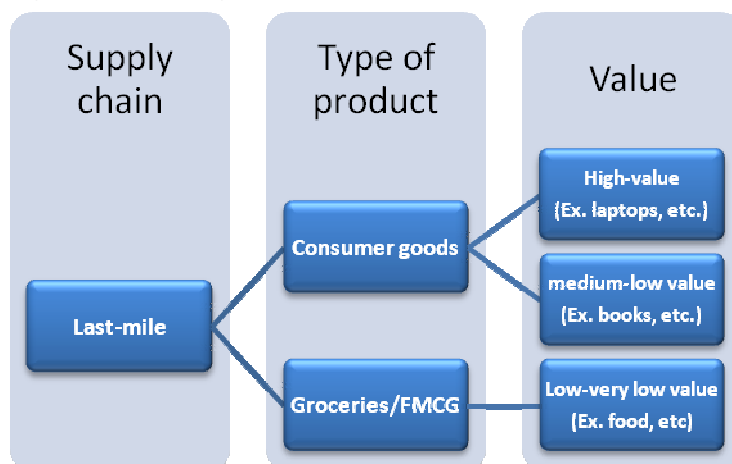 Supply
chain
Type of
product
Value
Last-mile
Consumer goods
Groceries/FMCG
High-value
(Ex. laptops, etc.)
medium-low value
(Ex. books, etc.)
Low-very low value
(Ex. food, etc)